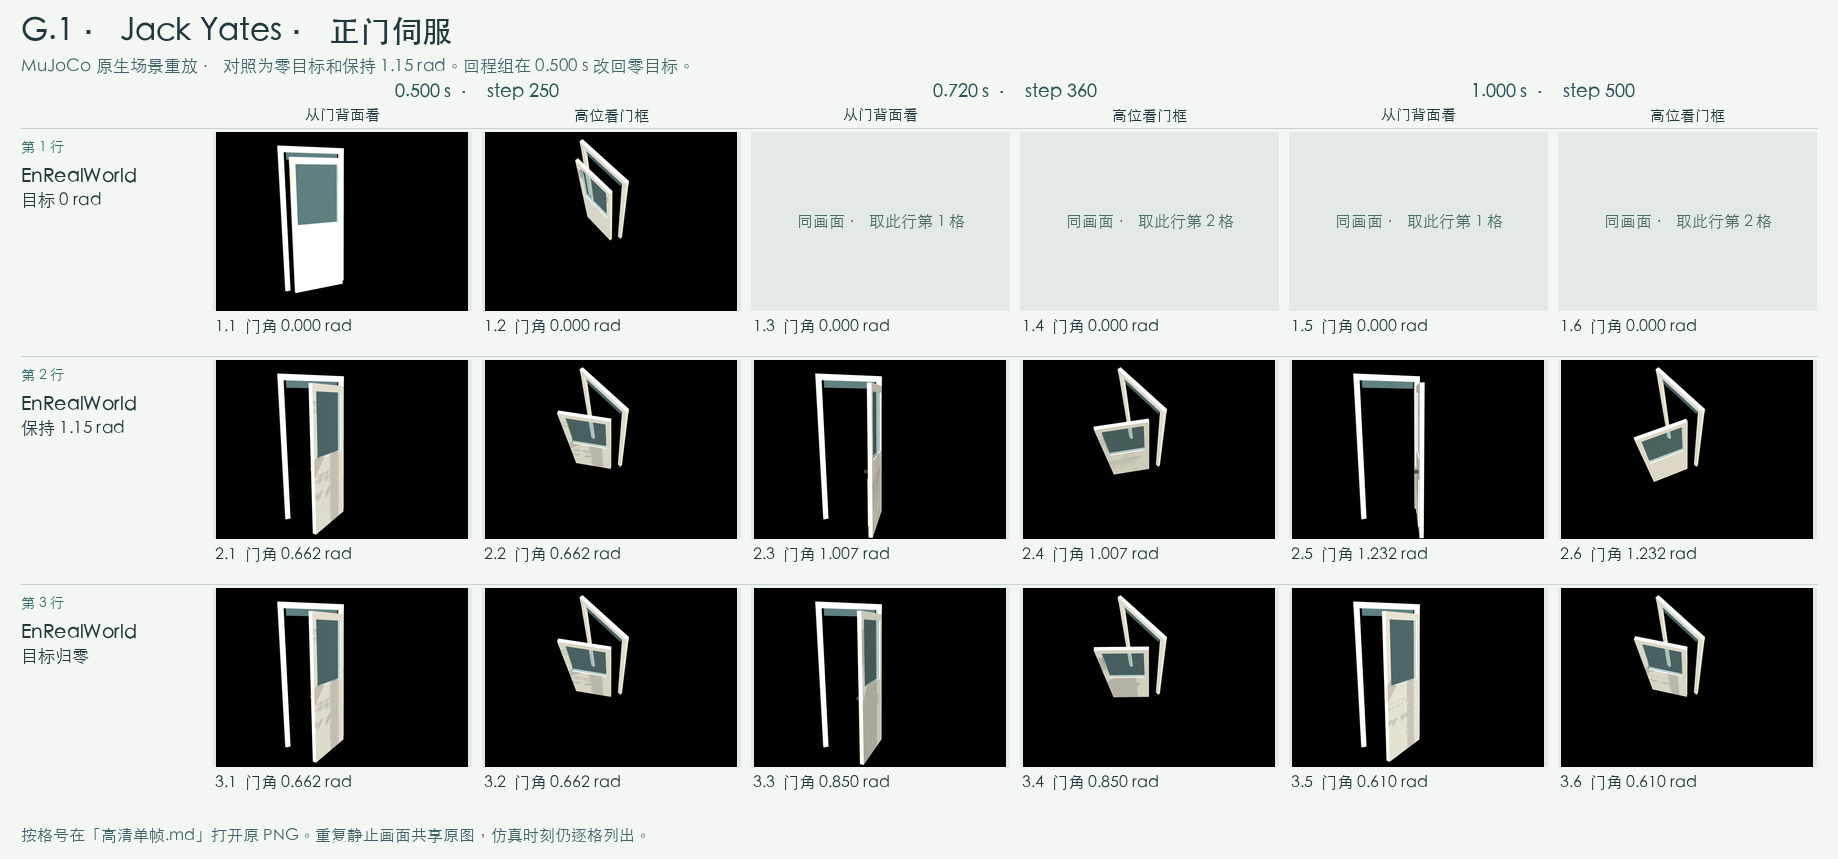 G.1 · Jack Yates · 正门伺服
MuJoCo 原生场景重放 · 对照为零目标和保持 1.15 rad。回程组在 0.500 s 改回零目标。
0.500 s · step 250
0.720 s · step 360
1.000 s · step 500
从门背面看
高位看门框
从门背面看
高位看门框
从门背面看
高位看门框
第 1 行
EnRealWorld
目标 0 rad
同画面 · 取此行第 1 格
同画面 · 取此行第 2 格
同画面 · 取此行第 1 格
同画面 · 取此行第 2 格
1.1 门角 0.000 rad
1.2 门角 0.000 rad
1.3 门角 0.000 rad
1.4 门角 0.000 rad
1.5 门角 0.000 rad
1.6 门角 0.000 rad
第 2 行
EnRealWorld
保持 1.15 rad
2.1 门角 0.662 rad
2.2 门角 0.662 rad
2.3 门角 1.007 rad
2.4 门角 1.007 rad
2.5 门角 1.232 rad
2.6 门角 1.232 rad
第 3 行
EnRealWorld
目标归零
3.1 门角 0.662 rad
3.2 门角 0.662 rad
3.3 门角 0.850 rad
3.4 门角 0.850 rad
3.5 门角 0.610 rad
3.6 门角 0.610 rad
按格号在「高清单帧.md」打开原 PNG。重复静止画面共享原图，仿真时刻仍逐格列出。